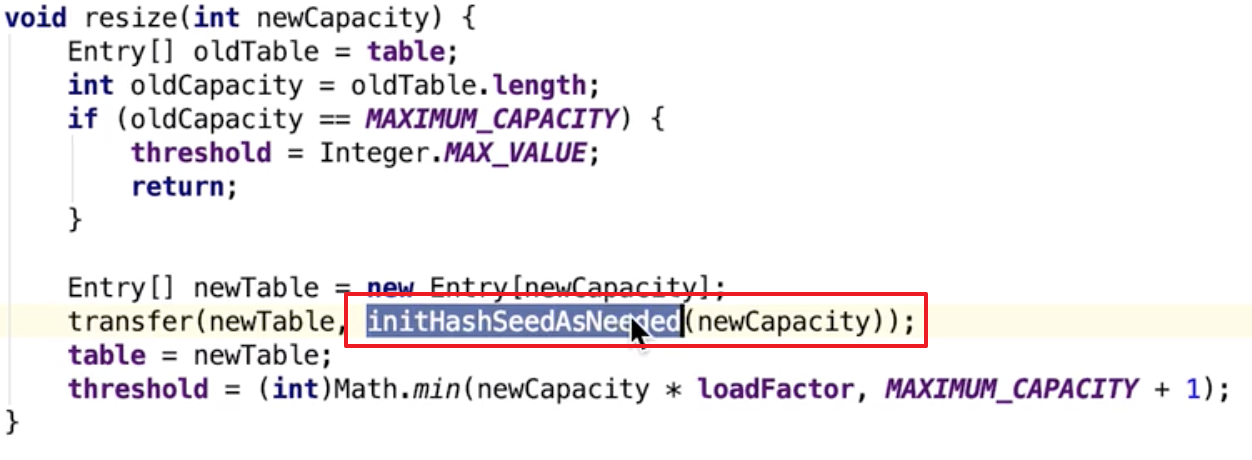 void resize(int newCapacity) {
Entry[] oldTable = table;
int oldCapacity = oldTable.length;
if (oldCapacity == MAXIMUM_CAPACITY) {
threshold = Integer.MAX_VALUE;
return;
}
Entry[] newTable = new Entry[newCapacity];
transfer(newTable, initHashSeedAsNeeded(newCapacity));
table = newTable;
threshold = (int)Math.min(newCapacity * loadFactor, MAXIMUM_CAPACITY + 1);
}